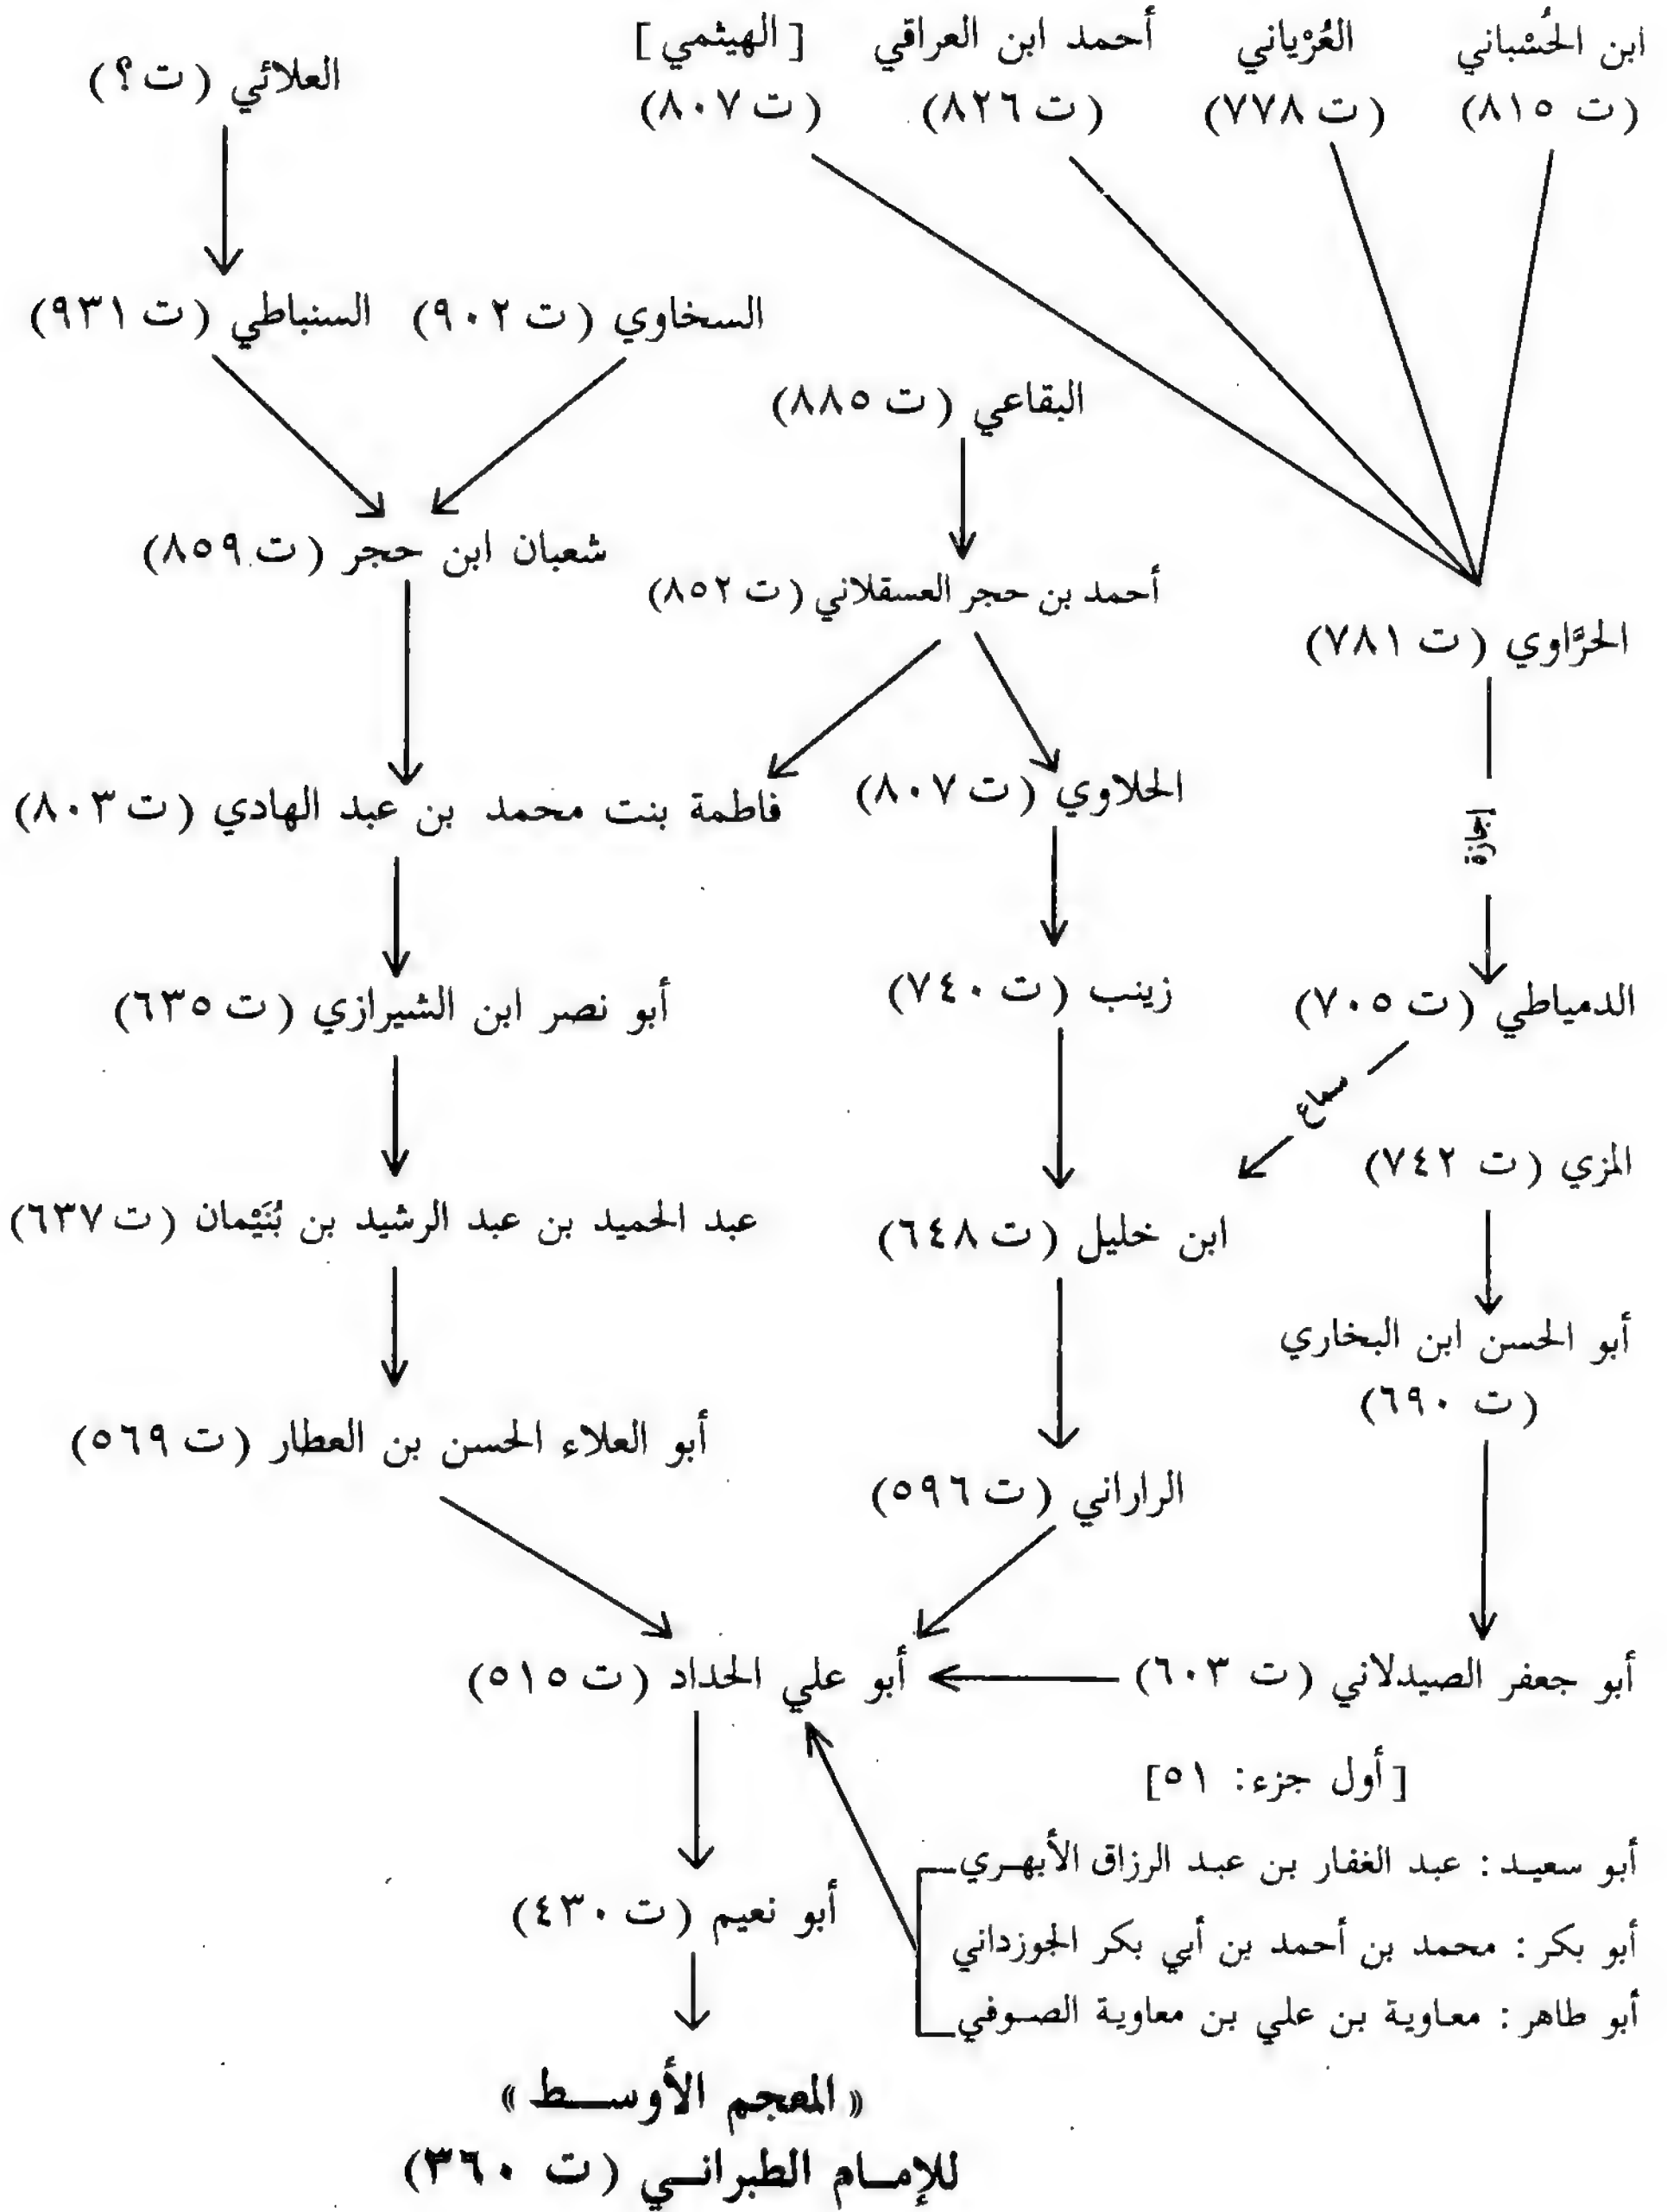 ابن الحُسْباني
(ت ٨١٥)
العُرْياني
(ت ٧٧٨)
أحمد ابن العراقي
(ت ٨٢٦)
[الهيثمي]
(ت ٨٠٧)
العلائي (ت ؟)
السخاوي (ت ٩٠٢)
السنباطي (ت ٩٣١)
البقاعي (ت ٨٨٥)
شعبان ابن حجر (ت ٨٥٩)
أحمد بن حجر العسقلاني (ت ٨٥٢)
الحرَّاوي (ت ٧٨١)
إجازة
الحلاوي (ت ٨٠٧)
فاطمة بنت محمد بن عبد الهادي (ت ٨٠٣)
الدمياطي (ت ٧٠٥)
زينب (ت ٧٤٠)
أبو نصر ابن الشيرازي (ت ٦٣٥)
سماع
المزي (ت ٧٤٢)
ابن خليل (ت ٦٤٨)
عبد الحميد بن عبد الرشيد بن بُنَيْمان (ت ٦٣٧)
أبو الحسن ابن البخاري
(ت ٦٩٠)
أبو العلاء الحسن بن العطار (ت ٥٦٩)
الراراني (ت ٥٩٦)
أبو جعفر الصيدلاني (ت ٦٠٣)
أبو علي الحداد (ت ٥١٥)
[أول جزء: ٥١]
أبو سعيد : عبد الغفار بن عبد الرزاق الأبهري
أبو بكر : محمد بن أحمد بن أبي بكر الجوزداني
أبو طاهر : معاوية بن علي بن معاوية الصوفي
أبو نعيم (ت ٤٣٠)
«المعجم الأوسط»
للإمام الطبراني (ت ٣٦٠)